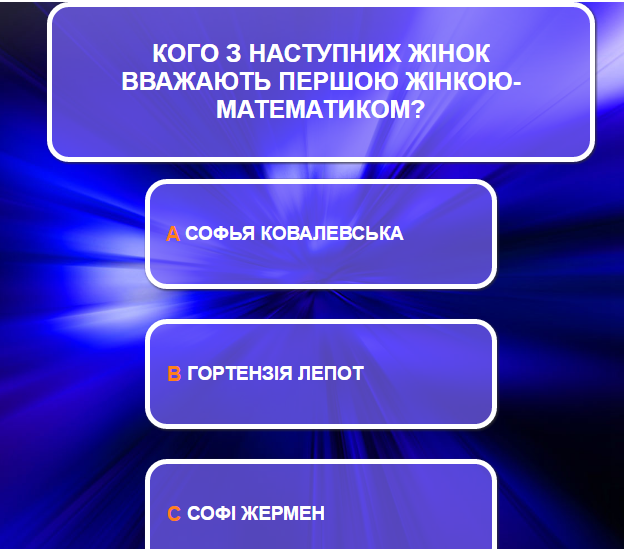 КОГО З НАСТУПНИХ ЖІНОК
ВВАЖАЮТЬ ПЕРШОЮ ЖІНКОЮ-
МАТЕМАТИКОМ?
A СОФЬЯ КОВАЛЕВСЬКА
B ГОРТЕНЗІЯ ЛЕПОТ
C СОФІ ЖЕРМЕН